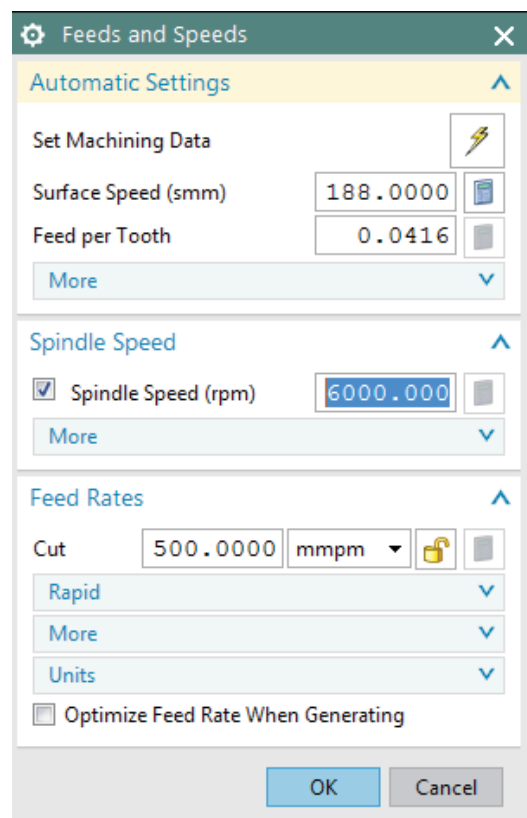 Feeds and Speeds
Automatic Settings
Set Machining Data
Surface Speed (smm) 188.0000
Feed per Tooth 0.0416
More
Spindle Speed
Spindle Speed (rpm) 6000.000
More
Feed Rates
Cut 500.0000 mmpm
Rapid
More
Units
Optimize Feed Rate When Generating
OK Cancel